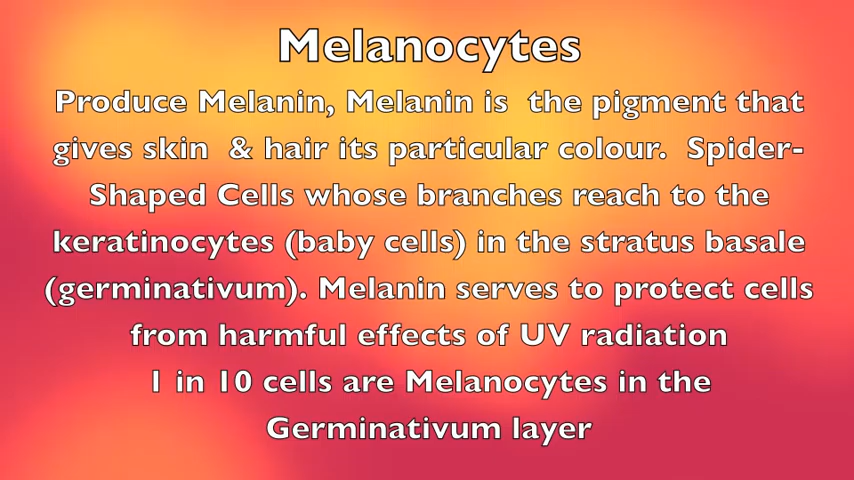 Melanocytes
Produce Melanin, Melanin is  the pigment that
gives skin  & hair its particular colour.  Spider-
Shaped Cells whose branches reach to the
keratinocytes (baby cells) in the stratus basale
(germinativum). Melanin serves to protect cells
from harmful effects of UV radiation
1 in 10 cells are Melanocytes in the
Germinativum layer